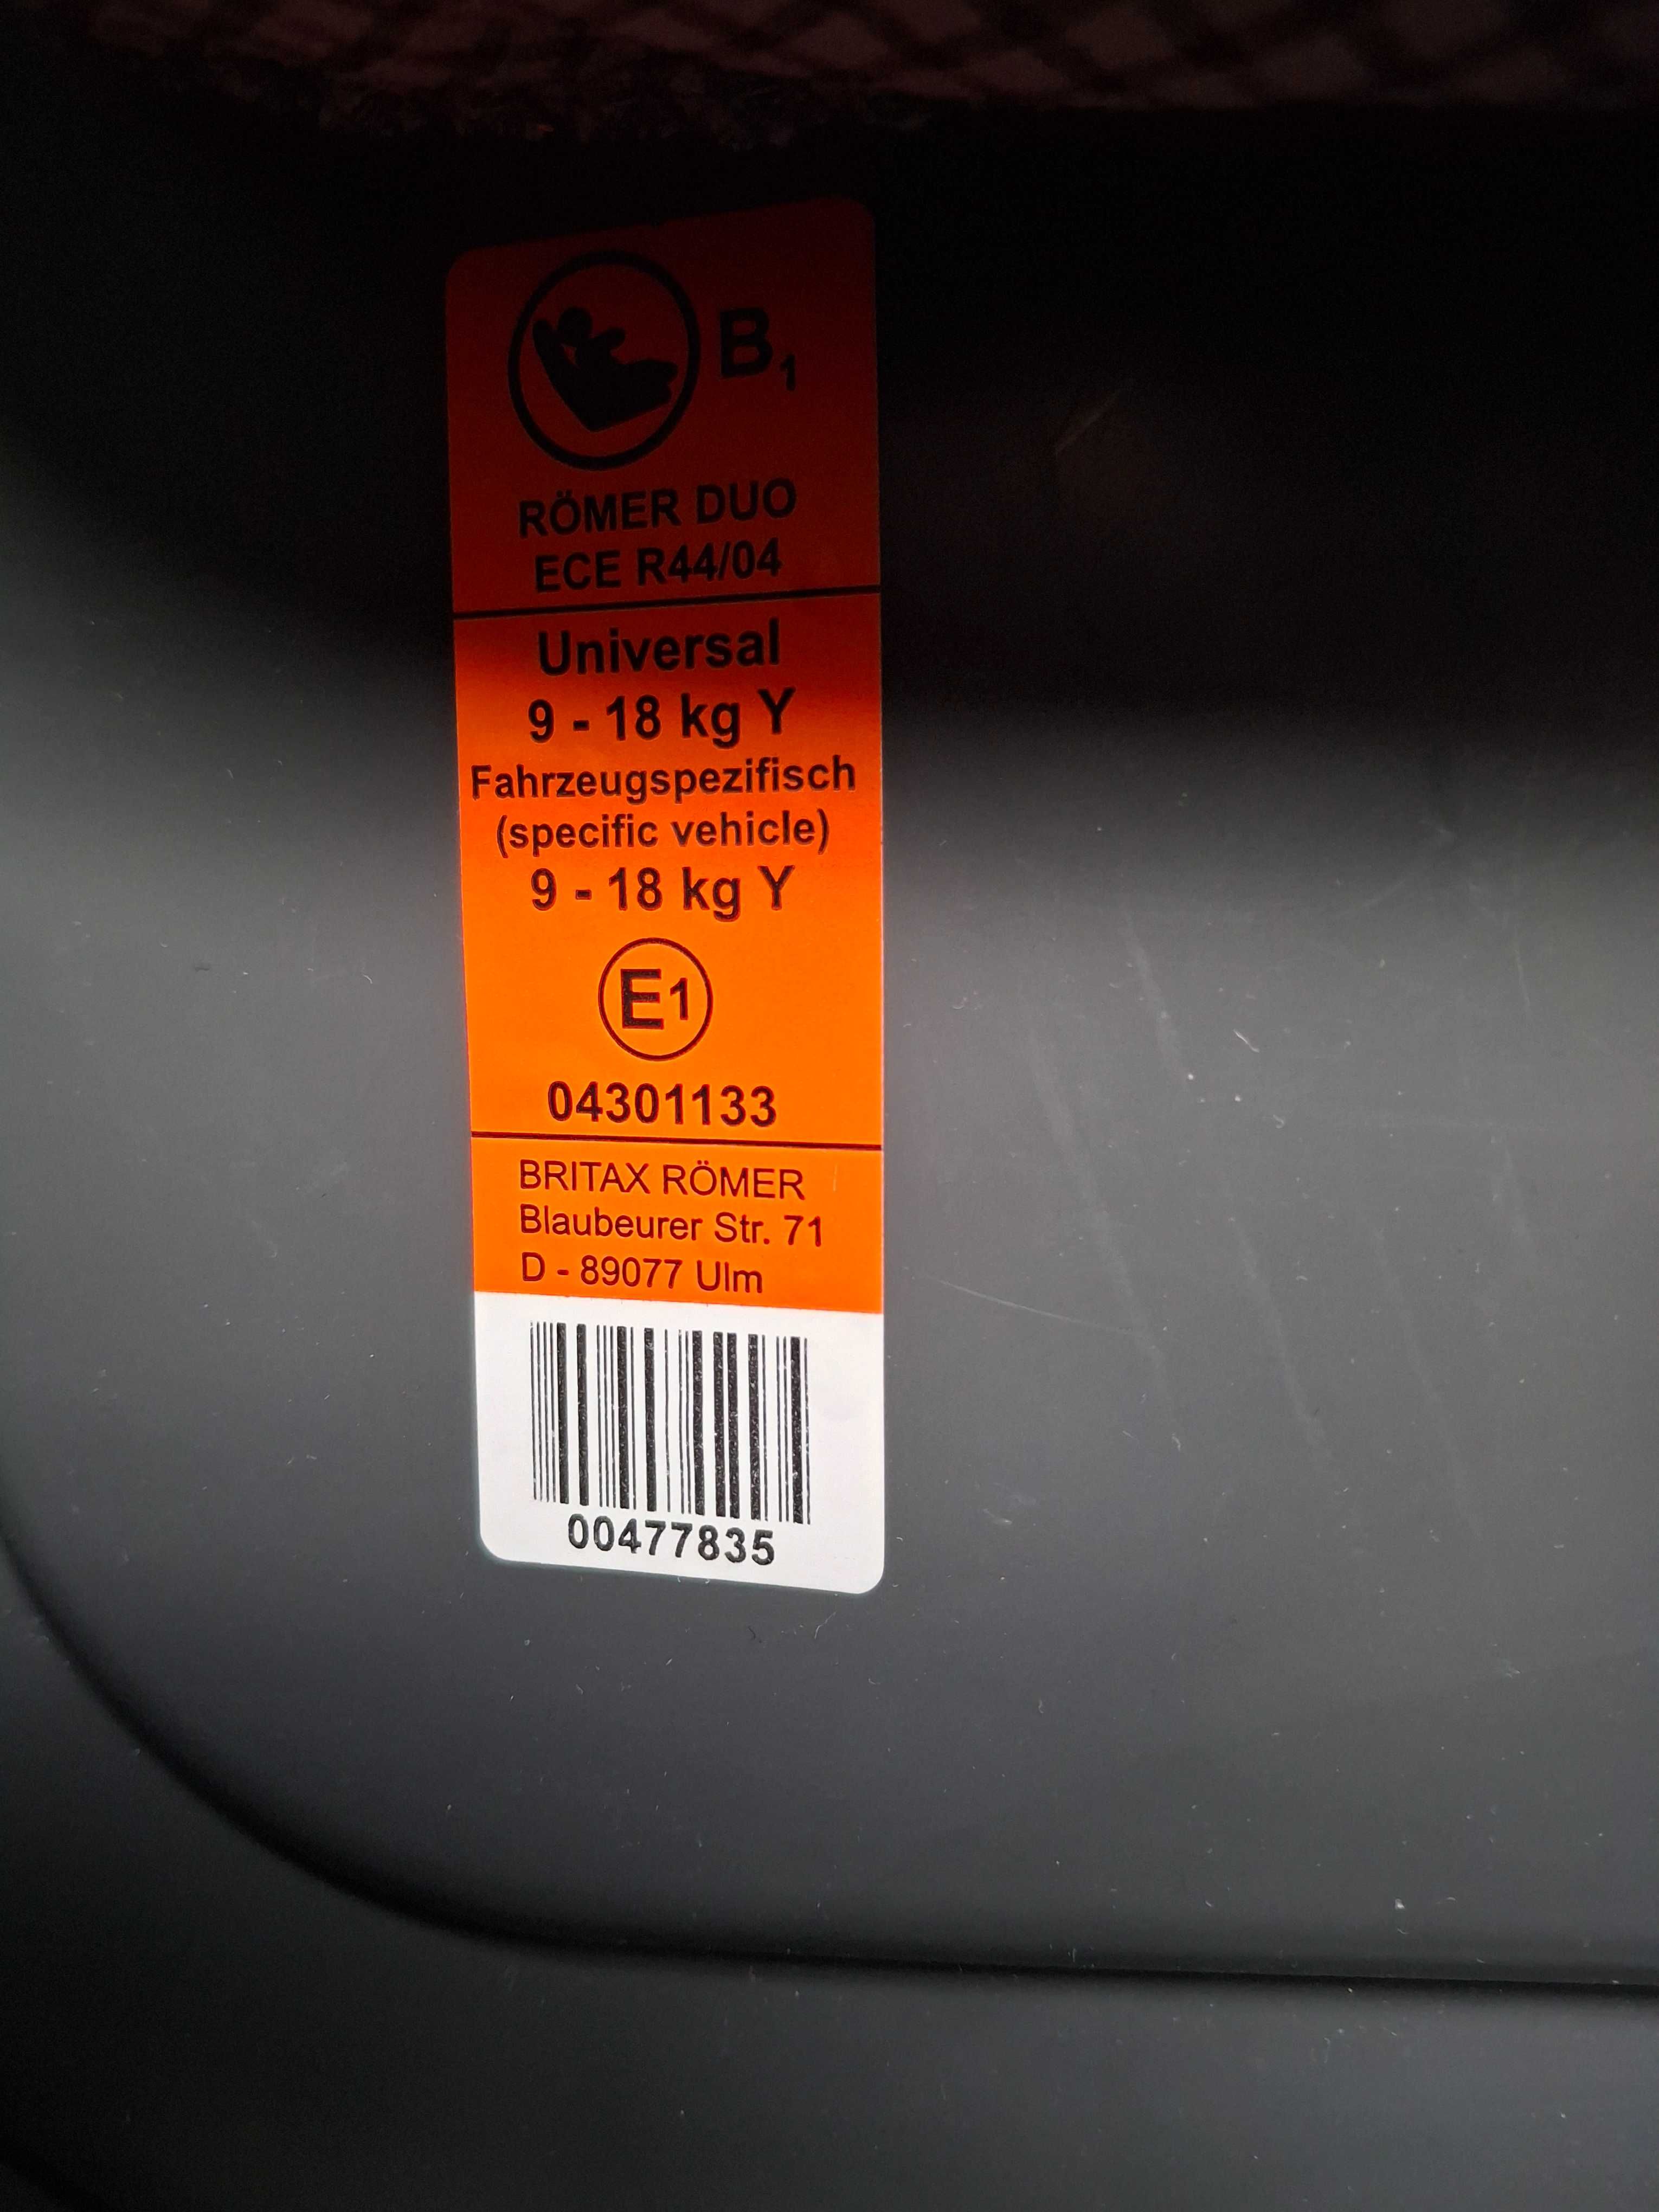 B1
RÖMER DUO
ECE R44/04
Universal
9 - 18 kg Y
Fahrzeugspezifisch
(specific vehicle)
9 - 18 kg Y
E1
04301133
BRITAX RÖMER
Blaubeurer Str. 71
D - 89077 Ulm
00477835